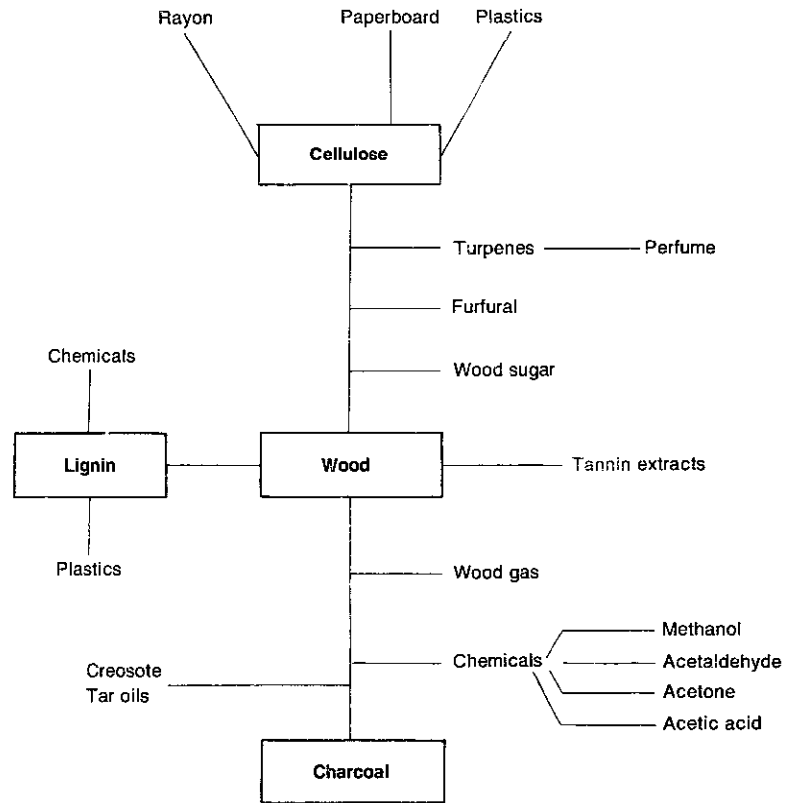 Rayon
Paperboard
Plastics
Cellulose
Turpenes
Perfume
Furfural
Wood sugar
Chemicals
Lignin
Wood
Tannin extracts
Plastics
Wood gas
Creosote
Tar oils
Chemicals
Methanol
Acetaldehyde
Acetone
Acetic acid
Charcoal